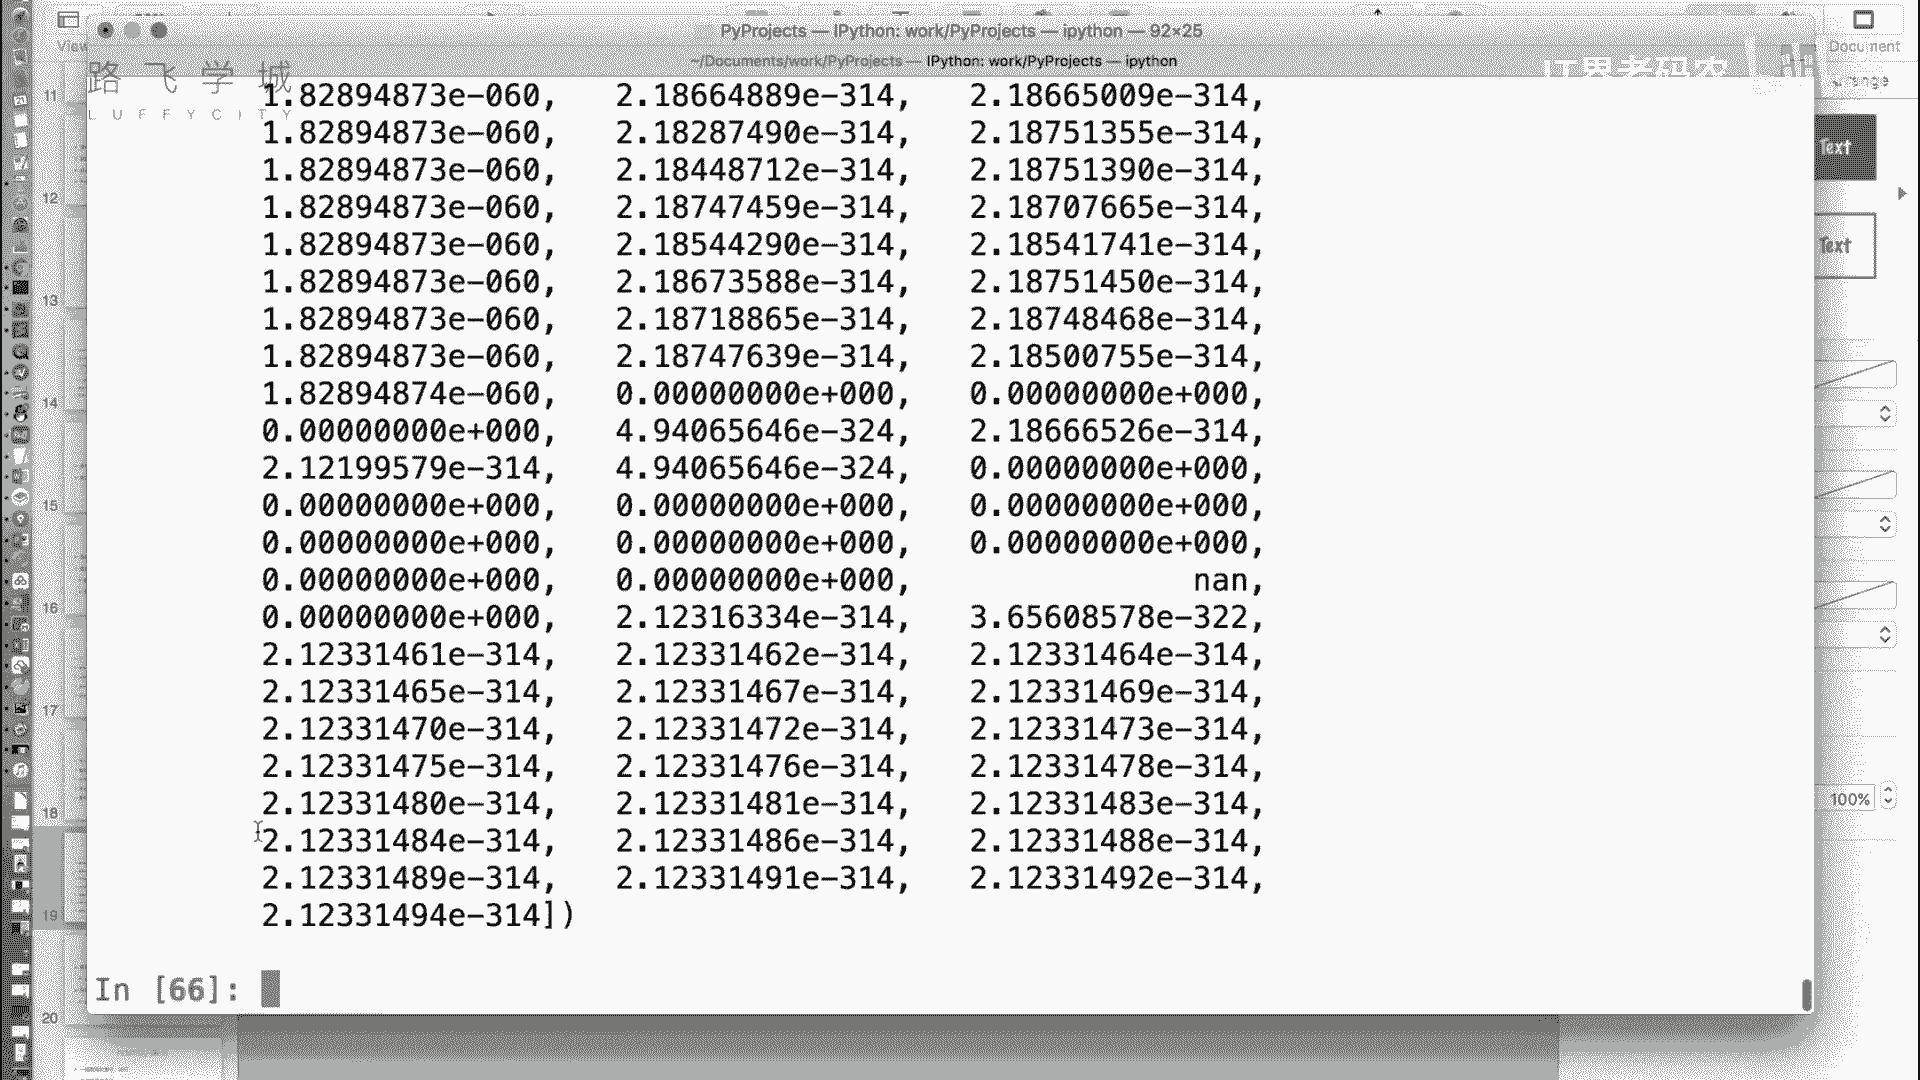 PyProjects — IPython: work/PyProjects — ipython — 92×25
~/Documents/work/PyProjects — IPython: work/PyProjects — ipython
View
Document
路飞学城
LUFFYCITY
IT界老码农
1.82894873e-060,   2.18664889e-314,   2.18665009e-314,
1.82894873e-060,   2.18287490e-314,   2.18751355e-314,
1.82894873e-060,   2.18448712e-314,   2.18751390e-314,
1.82894873e-060,   2.18747459e-314,   2.18707665e-314,
1.82894873e-060,   2.18544290e-314,   2.18541741e-314,
1.82894873e-060,   2.18673588e-314,   2.18751450e-314,
1.82894873e-060,   2.18718865e-314,   2.18748468e-314,
1.82894873e-060,   2.18747639e-314,   2.18500755e-314,
1.82894874e-060,   0.00000000e+000,   0.00000000e+000,
0.00000000e+000,   4.94065646e-324,   2.18666526e-314,
2.12199579e-314,   4.94065646e-324,   0.00000000e+000,
0.00000000e+000,   0.00000000e+000,   0.00000000e+000,
0.00000000e+000,   0.00000000e+000,   0.00000000e+000,
0.00000000e+000,   0.00000000e+000,               nan,
0.00000000e+000,   2.12316334e-314,   3.65608578e-322,
2.12331461e-314,   2.12331462e-314,   2.12331464e-314,
2.12331465e-314,   2.12331467e-314,   2.12331469e-314,
2.12331470e-314,   2.12331472e-314,   2.12331473e-314,
2.12331475e-314,   2.12331476e-314,   2.12331478e-314,
2.12331480e-314,   2.12331481e-314,   2.12331483e-314,
2.12331484e-314,   2.12331486e-314,   2.12331488e-314,
2.12331489e-314,   2.12331491e-314,   2.12331492e-314,
2.12331494e-314])
In [66]:
11
12
13
14
15
16
17
18
19
20
Text
Text
100%